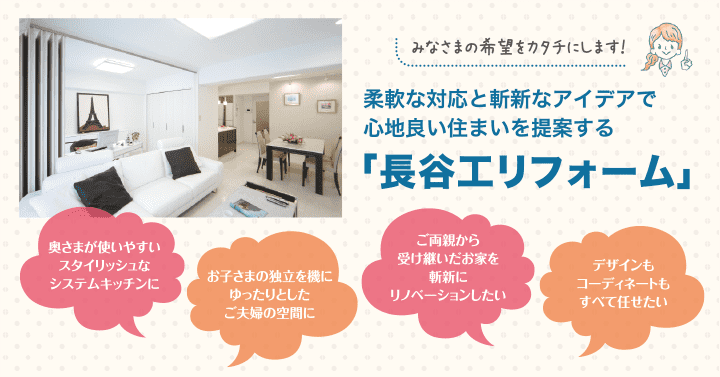 みなさまの希望をカタチにします!
柔軟な対応と斬新なアイデアで
心地良い住まいを提案する
「長谷工リフォーム」
奥さまが使いやすい
スタイリッシュな
システムキッチンに
お子さまの独立を機に
ゆったりとした
ご夫婦の空間に
ご両親から
受け継いだお家を
斬新に
リノベーションしたい
デザインも
コーディネートも
すべて任せたい